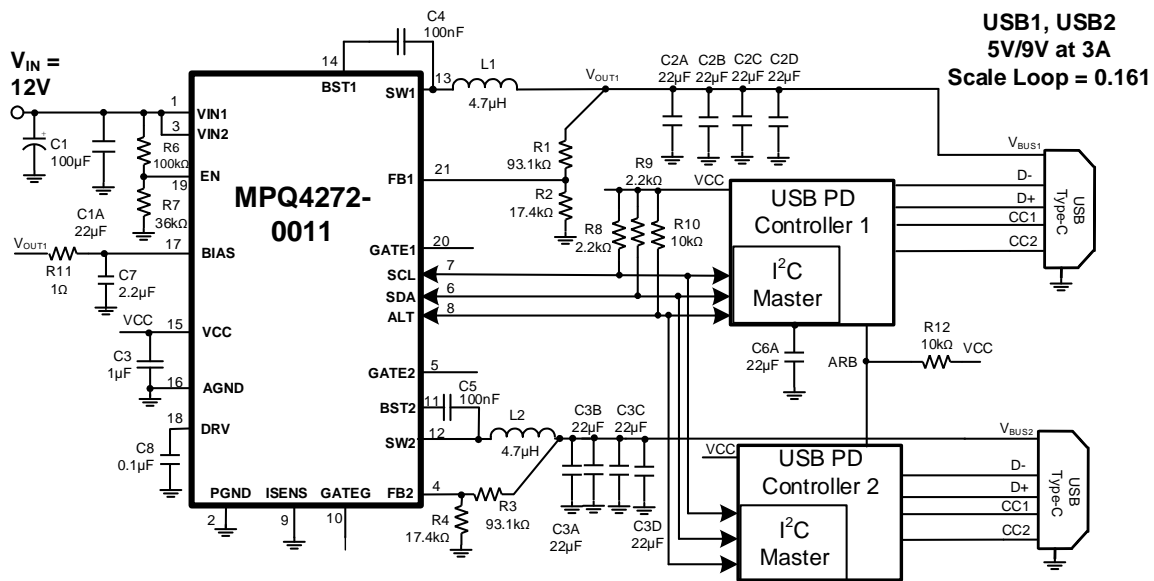 USB1, USB2
5V/9V at 3A
Scale Loop = 0.161
VIN =
12V
C1
100µF
C1A
22µF
R6
100kΩ
R7
36kΩ
VOUT1
R11
1Ω
C7
2.2µF
VCC
C3
1µF
C8
0.1µF
1
3
19
17
15
16
18
VIN1
VIN2
EN
BIAS
VCC
AGND
DRV
MPQ4272-
0011
14
BST1
C4
100nF
SW1
13
L1
4.7µH
FB1
21
GATE1
20
SCL
7
SDA
6
ALT
8
GATE2
5
BST2
11
C5
100nF
SW2
12
L2
4.7µH
FB2
4
PGND
ISENS
GATEG
2
9
10
VOUT1
R1
93.1kΩ
R2
17.4kΩ
C2A
22µF
C2B
22µF
C2C
22µF
C2D
22µF
R9
2.2kΩ
R8
2.2kΩ
R10
10kΩ
VCC
USB PD
Controller 1
I2C
Master
C6A
22µF
ARB
R12
10kΩ
VCC
VBUS1
D-
D+
CC1
CC2
USB
Type-C
R3
93.1kΩ
R4
17.4kΩ
C3B
22µF
C3C
22µF
C3A
22µF
C3D
22µF
VCC
USB PD
Controller 2
I2C
Master
VBUS2
D-
D+
CC1
CC2
USB
Type-C